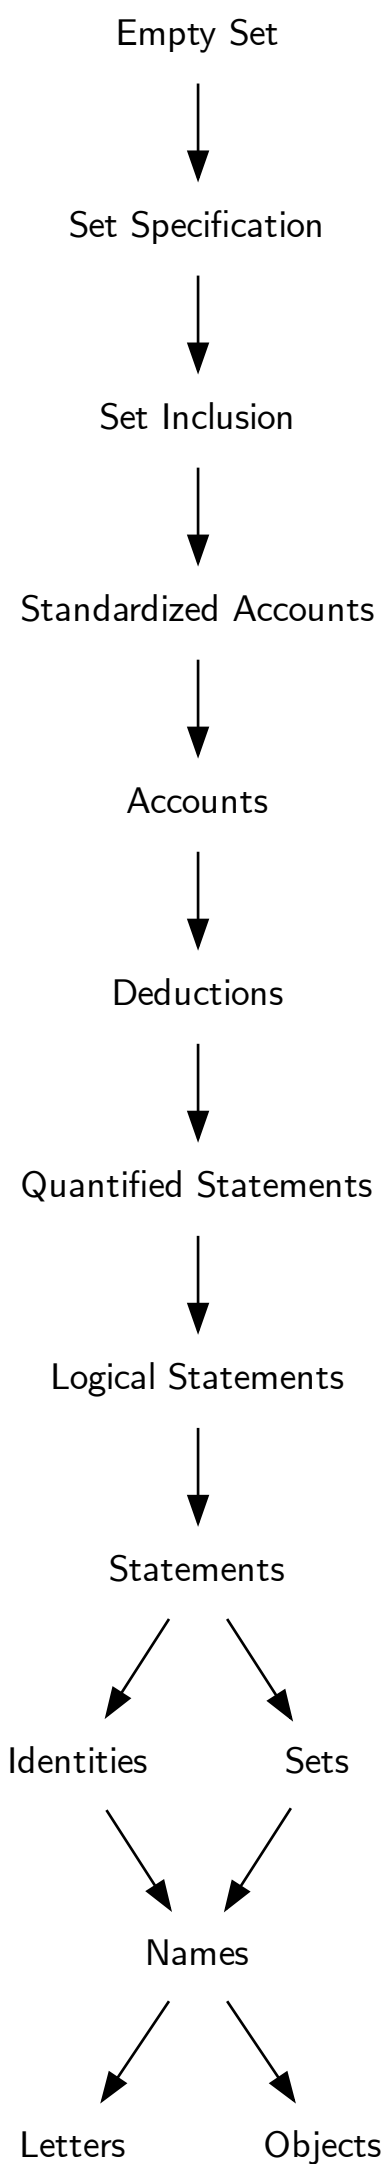 Empty Set
Set Specification
Set Inclusion
Standardized Accounts
Accounts
Deductions
Quantified Statements
Logical Statements
Statements
Identities Sets
Names
Letters Objects